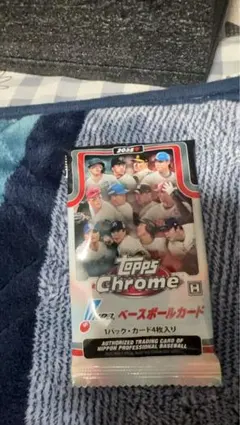 topps
Chrome
H
ベースボールカード
1パック・カード4枚入り
AUTHORIZED TRADING CARD OF
NIPPON PROFESSIONAL BASEBALL